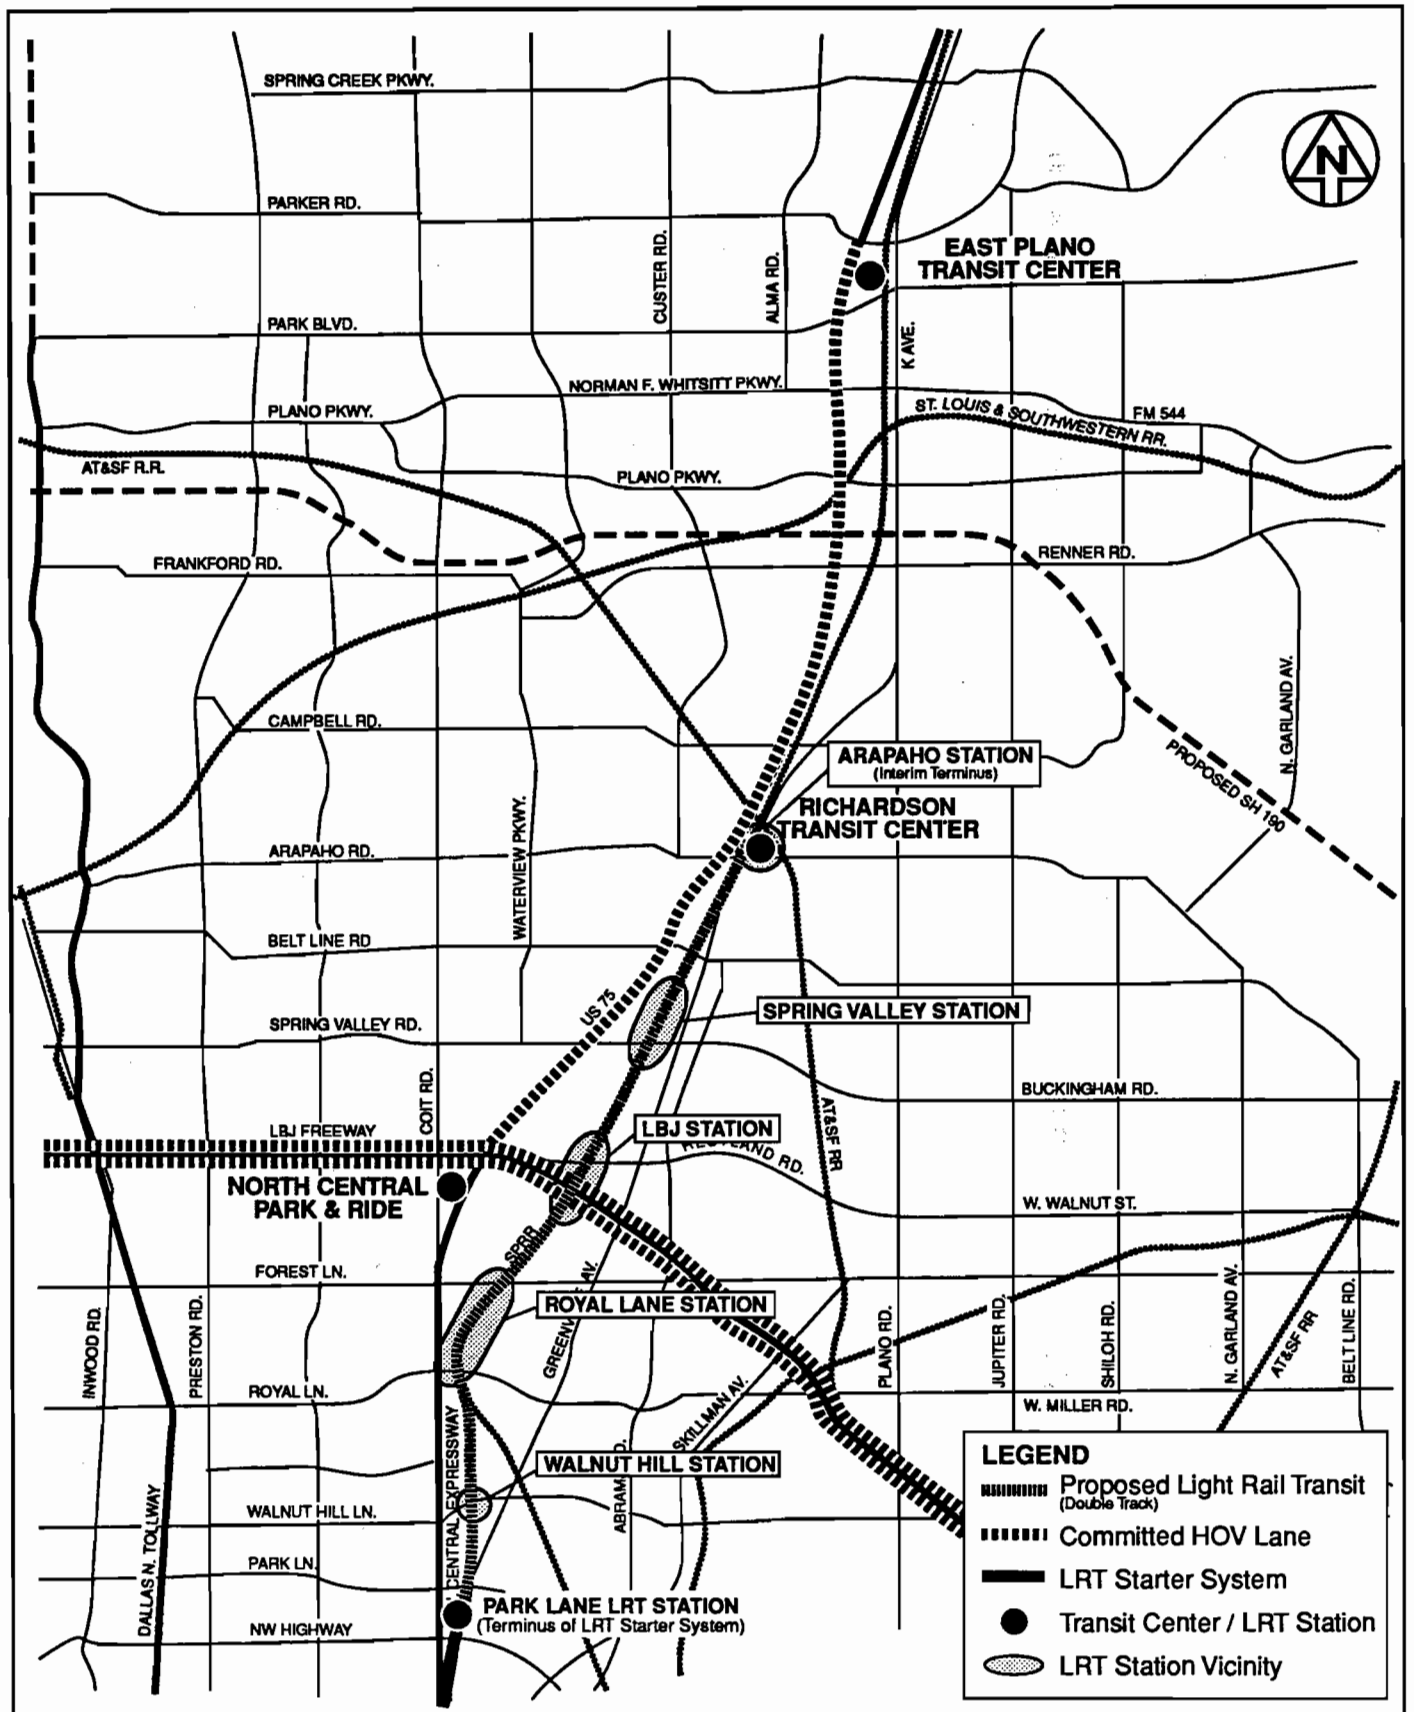 SPRING CREEK PKWY.
N
PARKER RD.
CUSTER RD.
ALMA RD.
EAST PLANO
TRANSIT CENTER
PARK BLVD.
K AVE.
NORMAN F. WHITSITT PKWY.
PLANO PKWY.
ST. LOUIS & SOUTHWESTERN RR.
FM 544
AT&SF R.R.
PLANO PKWY.
FRANKFORD RD.
RENNER RD.
N. GARLAND AV.
CAMPBELL RD.
ARAPAHO STATION
(Interim Terminus)
PROPOSED SH 190
RICHARDSON
TRANSIT CENTER
WATERVIEW PKWY.
ARAPAHO RD.
BELT LINE RD
US 75
SPRING VALLEY STATION
SPRING VALLEY RD.
COIT RD.
BUCKINGHAM RD.
AT&SF RR
LBJ FREEWAY
LBJ STATION
RD.
NORTH CENTRAL
PARK & RIDE
W. WALNUT ST.
SPRR
FOREST LN.
ROYAL LANE STATION
INWOOD RD.
PRESTON RD.
AV.
PLANO RD.
JUPITER RD.
SHILOH RD.
N. GARLAND AV.
AT&SF RR
BELT LINE RD.
ROYAL LN.
W. MILLER RD.
SKILLMAN AV.
CENTRAL EXPRESSWAY
WALNUT HILL STATION
WALNUT HILL LN.
DALLAS N. TOLLWAY
PARK LN.
PARK LANE LRT STATION
(Terminus of LRT Starter System)
NW HIGHWAY
LEGEND
Proposed Light Rail Transit
(Double Track)
Committed HOV Lane
LRT Starter System
Transit Center / LRT Station
LRT Station Vicinity